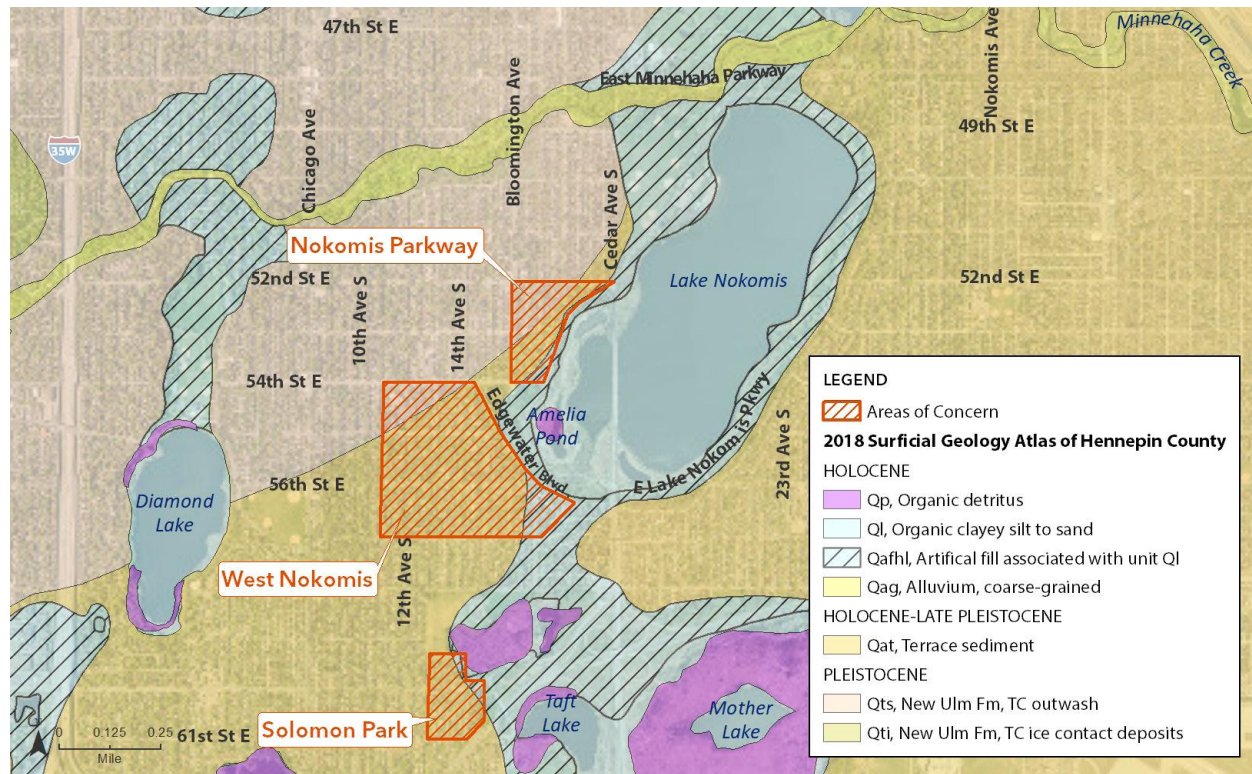 47th St E
Minnehaha Creek
Nokomis Ave
East Minnehaha Parkway
Bloomington Ave
Chicago Ave
49th St E
35W
Cedar Ave S
Nokomis Parkway
52nd St E
Lake Nokomis
52nd St E
10th Ave S
14th Ave S
54th St E
Edgewater Blvd
Amelia
Pond
E Lake Nokomis Pkwy
23rd Ave S
56th St E
Diamond
Lake
West Nokomis
12th Ave S
Solomon Park
Taft
Lake
Mother
Lake
61st St E
0 0.125 0.25
Mile
LEGEND
Areas of Concern
2018 Surficial Geology Atlas of Hennepin County
HOLOCENE
Qp, Organic detritus
Ql, Organic clayey silt to sand
Qafhl, Artifical fill associated with unit Ql
Qag, Alluvium, coarse-grained
HOLOCENE-LATE PLEISTOCENE
Qat, Terrace sediment
PLEISTOCENE
Qts, New Ulm Fm, TC outwash
Qti, New Ulm Fm, TC ice contact deposits